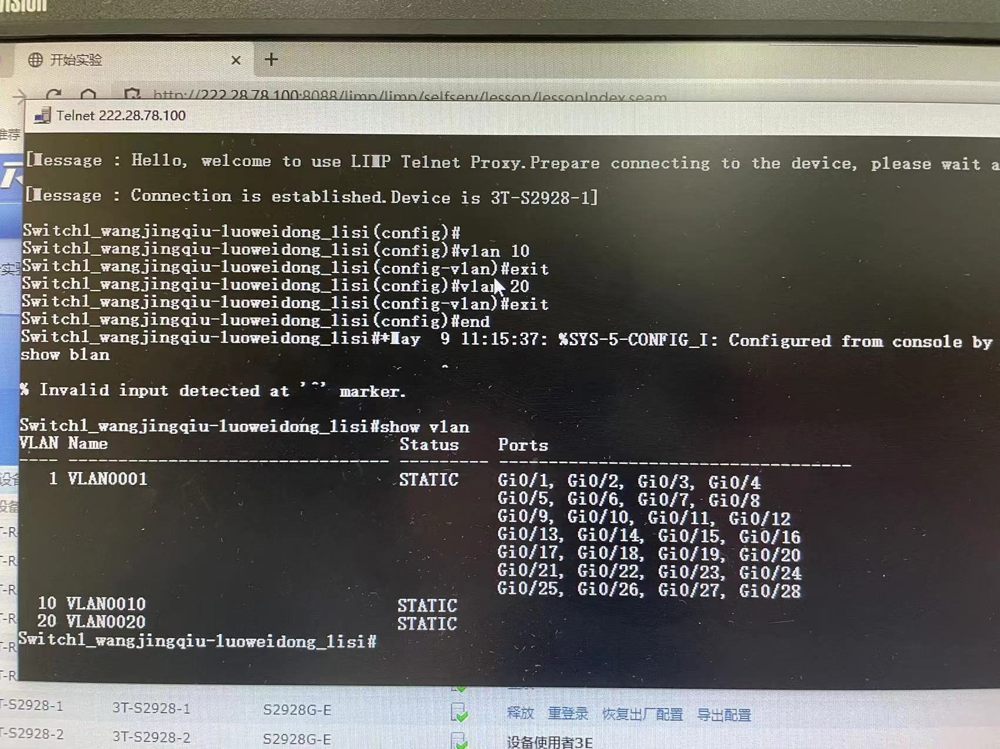 开始实验
http://222.28.78.100:8088/limp/limp/selfserv/lesson/lessonIndex.seam
Telnet 222.28.78.100
推荐
[Message : Hello, welcome to use LIMP Telnet Proxy.Prepare connecting to the device, please wait a
[Message : Connection is established.Device is 3T-S2928-1]
Switch1_wangjingqiu-luoweidong_lisi(config)#
Switch1_wangjingqiu-luoweidong_lisi(config)#vlan 10
Switch1_wangjingqiu-luoweidong_lisi(config-vlan)#exit
Switch1_wangjingqiu-luoweidong_lisi(config)#vlan 20
Switch1_wangjingqiu-luoweidong_lisi(config-vlan)#exit
Switch1_wangjingqiu-luoweidong_lisi(config)#end
Switch1_wangjingqiu-luoweidong_lisi#*May  9 11:15:37: %SYS-5-CONFIG_I: Configured from console by
show blan
^
% Invalid input detected at '^' marker.
Switch1_wangjingqiu-luoweidong_lisi#show vlan
VLAN Name Status Ports
---- -------------------------------- --------- -----------------------------------
1 VLAN0001 STATIC Gi0/1, Gi0/2, Gi0/3, Gi0/4
Gi0/5, Gi0/6, Gi0/7, Gi0/8
Gi0/9, Gi0/10, Gi0/11, Gi0/12
Gi0/13, Gi0/14, Gi0/15, Gi0/16
Gi0/17, Gi0/18, Gi0/19, Gi0/20
Gi0/21, Gi0/22, Gi0/23, Gi0/24
Gi0/25, Gi0/26, Gi0/27, Gi0/28
10 VLAN0010 STATIC
20 VLAN0020 STATIC
Switch1_wangjingqiu-luoweidong_lisi#
T-S2928-1 3T-S2928-1 S2928G-E 释放 重登录 恢复出厂配置 导出配置
T-S2928-2 3T-S2928-2 S2928G-E 设备使用者3E